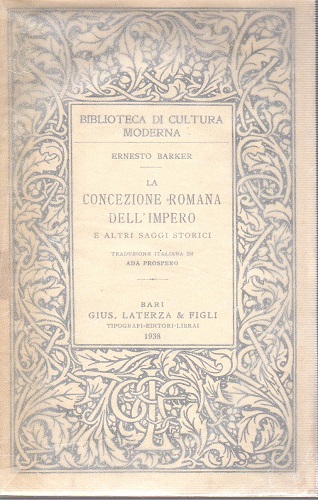 BIBLIOTECA DI CULTURA
MODERNA
ERNESTO BARKER
LA
CONCEZIONE ROMANA
DELL'IMPERO
E ALTRI SAGGI STORICI
TRADUZIONE ITALIANA DI
ADA PROSPERO
BARI
GIUS. LATERZA & FIGLI
TIPOGRAFI-EDITORI-LIBRAI
1938